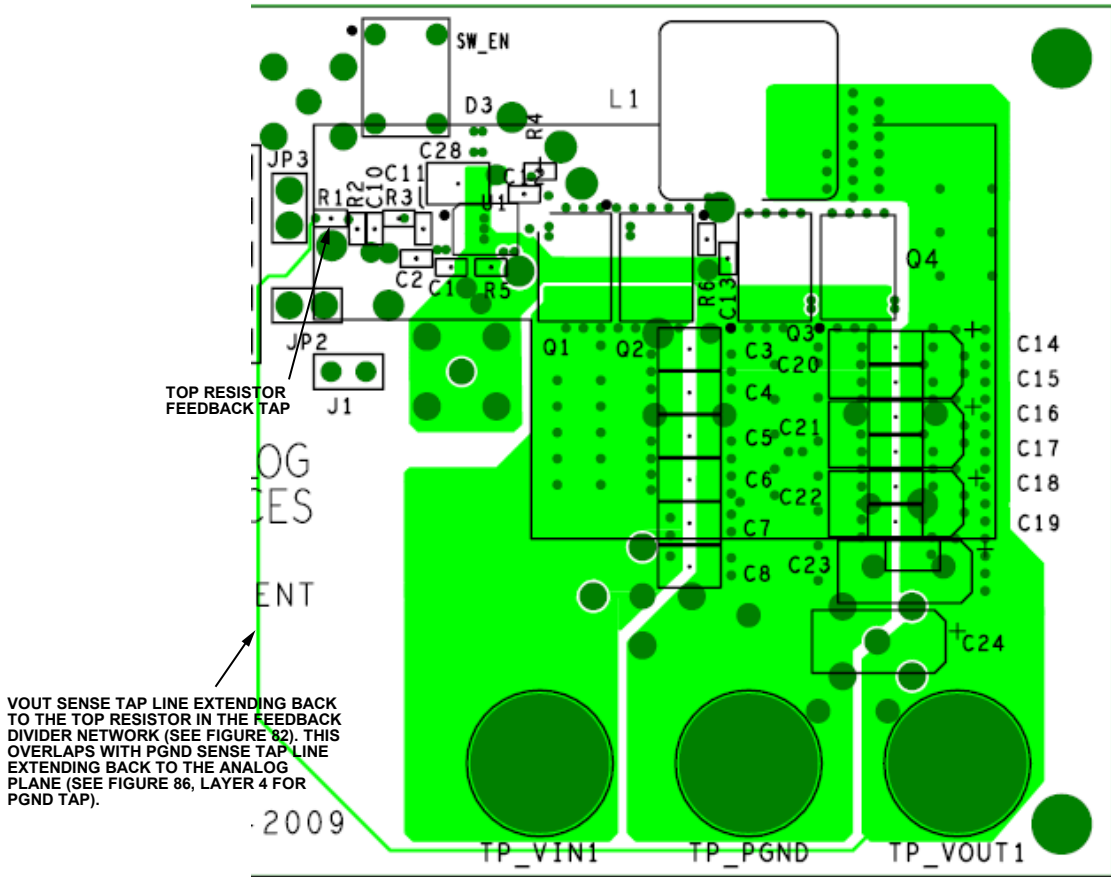 SW_EN
D3
L1
R4
C28
JP3
C11
C12
R1
R2
C10
R3
U1
Q4
C2
C1
R5
R6
C13
JP2
Q1
Q2
Q3
C3
C20
C14
TOP RESISTOR
FEEDBACK TAP
C4
C15
J1
C16
C5
C21
OG
C17
C6
CES
C22
C18
C7
C19
C8
C23
ENT
C24
VOUT SENSE TAP LINE EXTENDING BACK
TO THE TOP RESISTOR IN THE FEEDBACK
DIVIDER NETWORK (SEE FIGURE 82). THIS
OVERLAPS WITH PGND SENSE TAP LINE
EXTENDING BACK TO THE ANALOG
PLANE (SEE FIGURE 86, LAYER 4 FOR
PGND TAP).
-2009
TP_VIN1
TP_PGND
TP_VOUT1